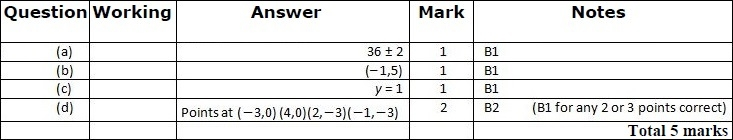 Question Working Answer Mark Notes
(a) 36 ± 2 1 B1
(b) (−1,5) 1 B1
(c) y = 1 1 B1
(d) Points at (−3,0) (4,0)(2,−3)(−1,−3) 2 B2 (B1 for any 2 or 3 points correct)
Total 5 marks